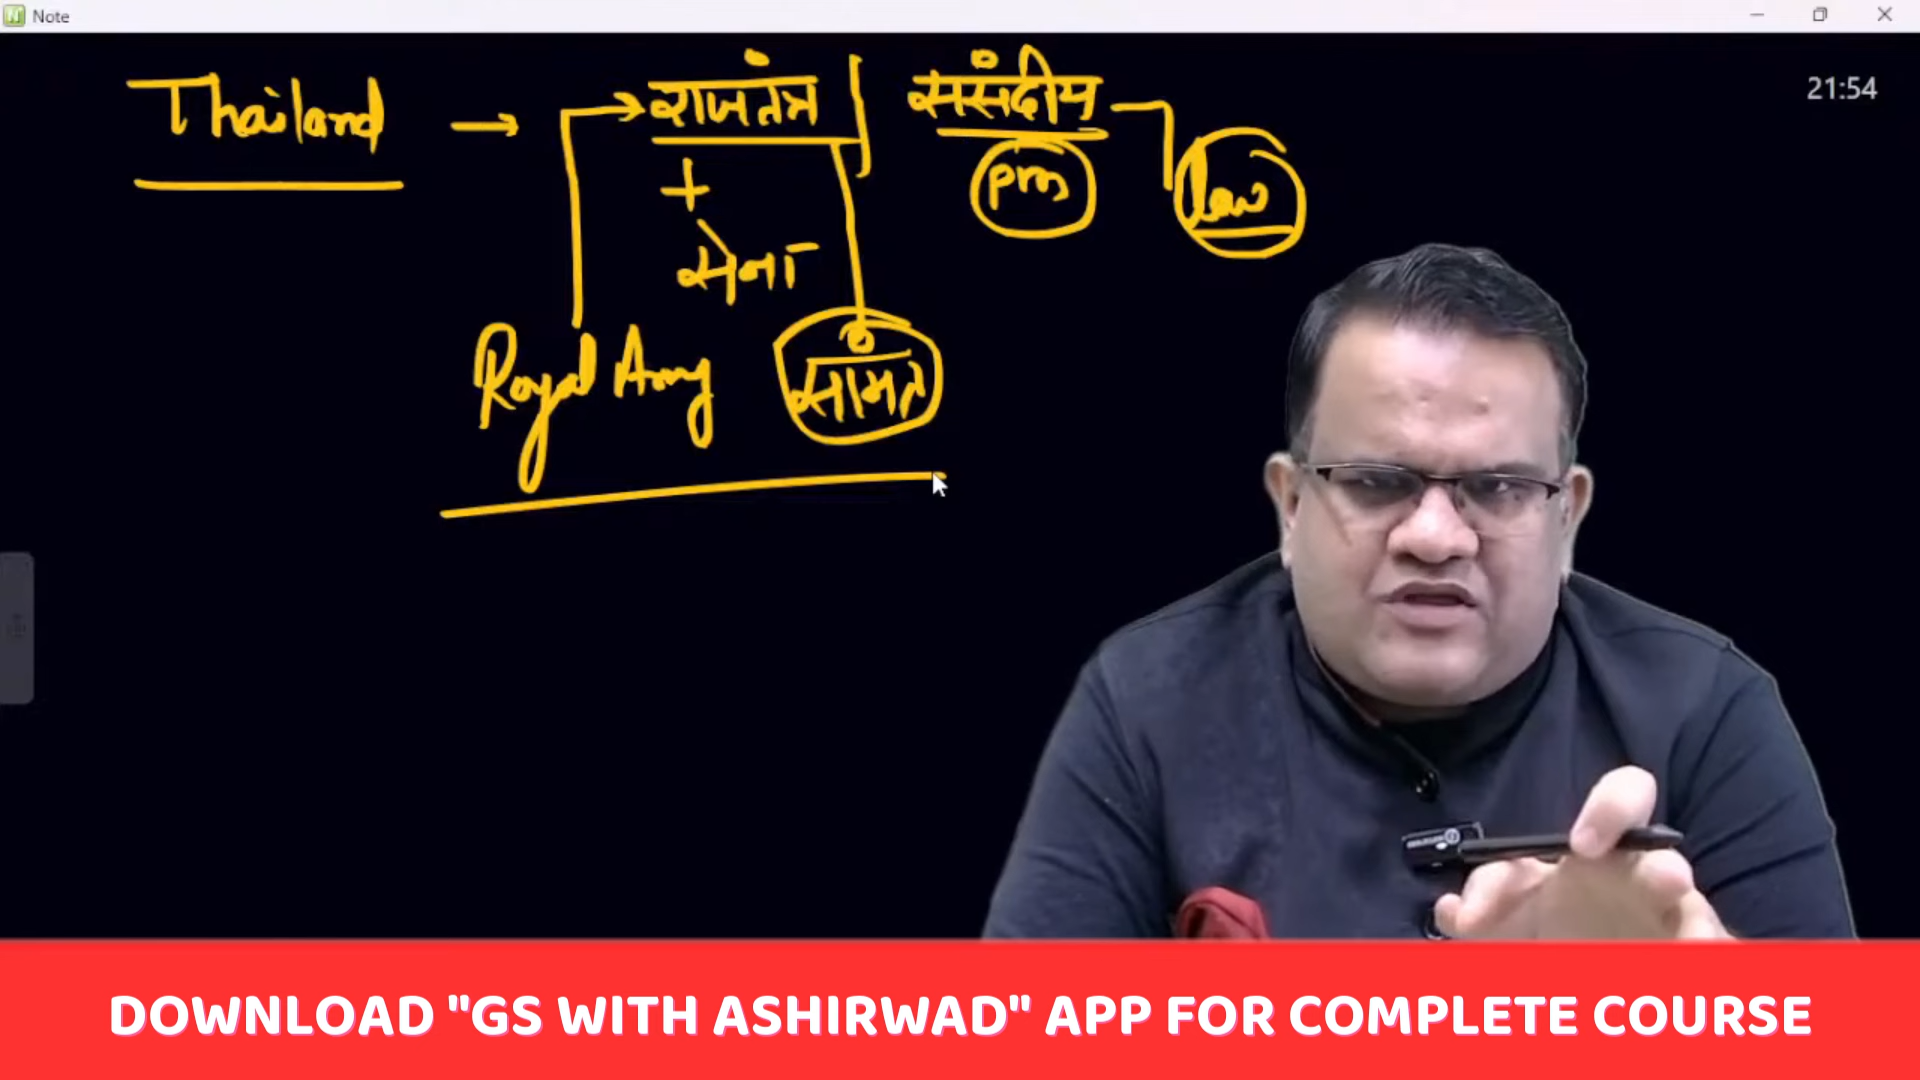 Note
21:54
Thailand → राजतंत्र | संसदीय
pm Law
+
सेना
Royal Army सामंत
DOWNLOAD "GS WITH ASHIRWAD" APP FOR COMPLETE COURSE